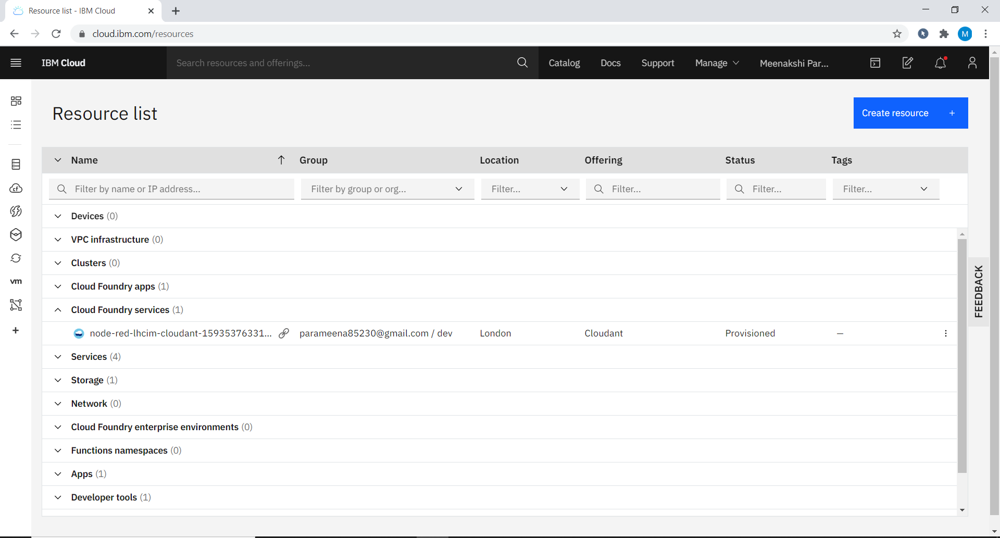 Resource list - IBM Cloud
cloud.ibm.com/resources
M
IBM Cloud
Search resources and offerings...
Catalog
Docs
Support
Manage
Meenakshi Par...
Resource list
Create resource +
Name
Group
Location
Offering
Status
Tags
Filter by name or IP address...
Filter by group or org...
Filter...
Filter...
Filter...
Filter...
Devices (0)
VPC infrastructure (0)
Clusters (0)
Cloud Foundry apps (1)
Cloud Foundry services (1)
node-red-lhcim-cloudant-15935376331... parameena85230@gmail.com / dev London Cloudant Provisioned —
Services (4)
Storage (1)
Network (0)
Cloud Foundry enterprise environments (0)
Functions namespaces (0)
Apps (1)
Developer tools (1)
cf
vm
FEEDBACK